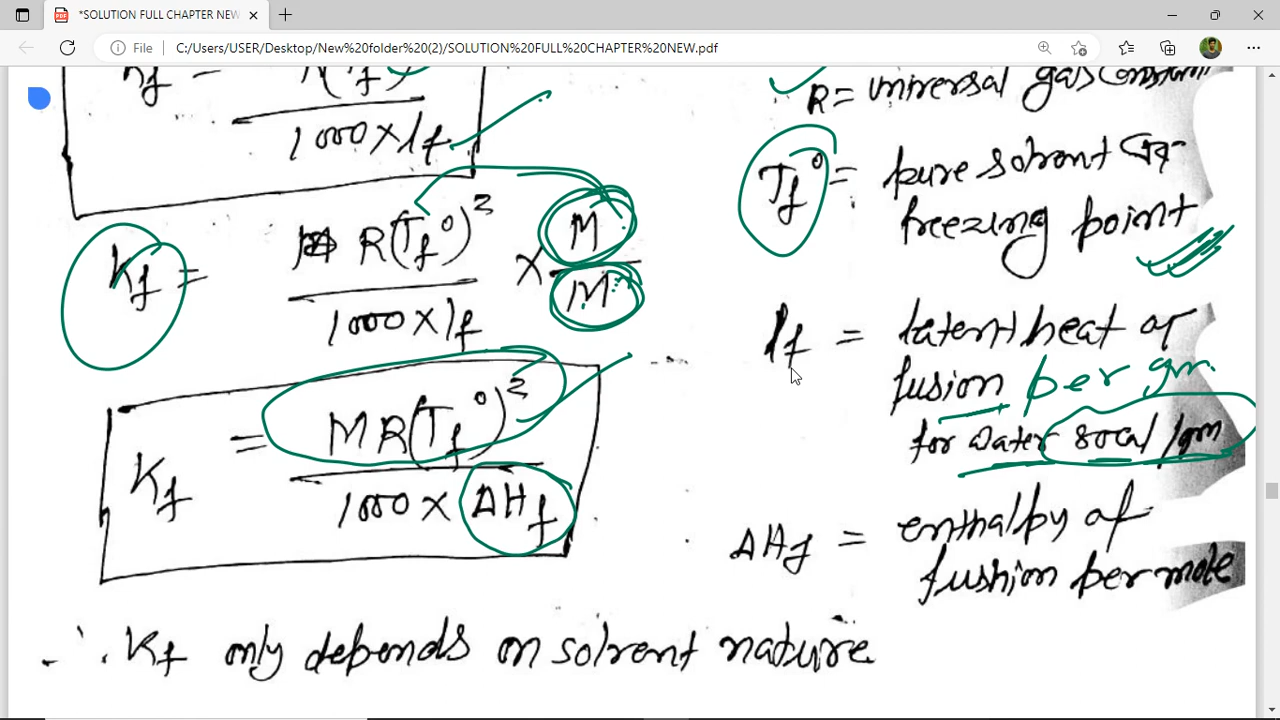 *SOLUTION FULL CHAPTER NEW
File C:/Users/USER/Desktop/New%20folder%20(2)/SOLUTION%20FULL%20CHAPTER%20NEW.pdf
Kf =
1000 × lf
R = universal gas constant
Tf° = pure solvent
freezing point
Kf = R(Tf°)² / 1000 × lf × M / M
lf = latent heat of
fusion per gm.
for water 80cal/gm
Kf = MR(Tf°)² / 1000 × ΔHf
ΔHf = enthalpy of
fushion per mole
∴ Kf only depends on solvent nature